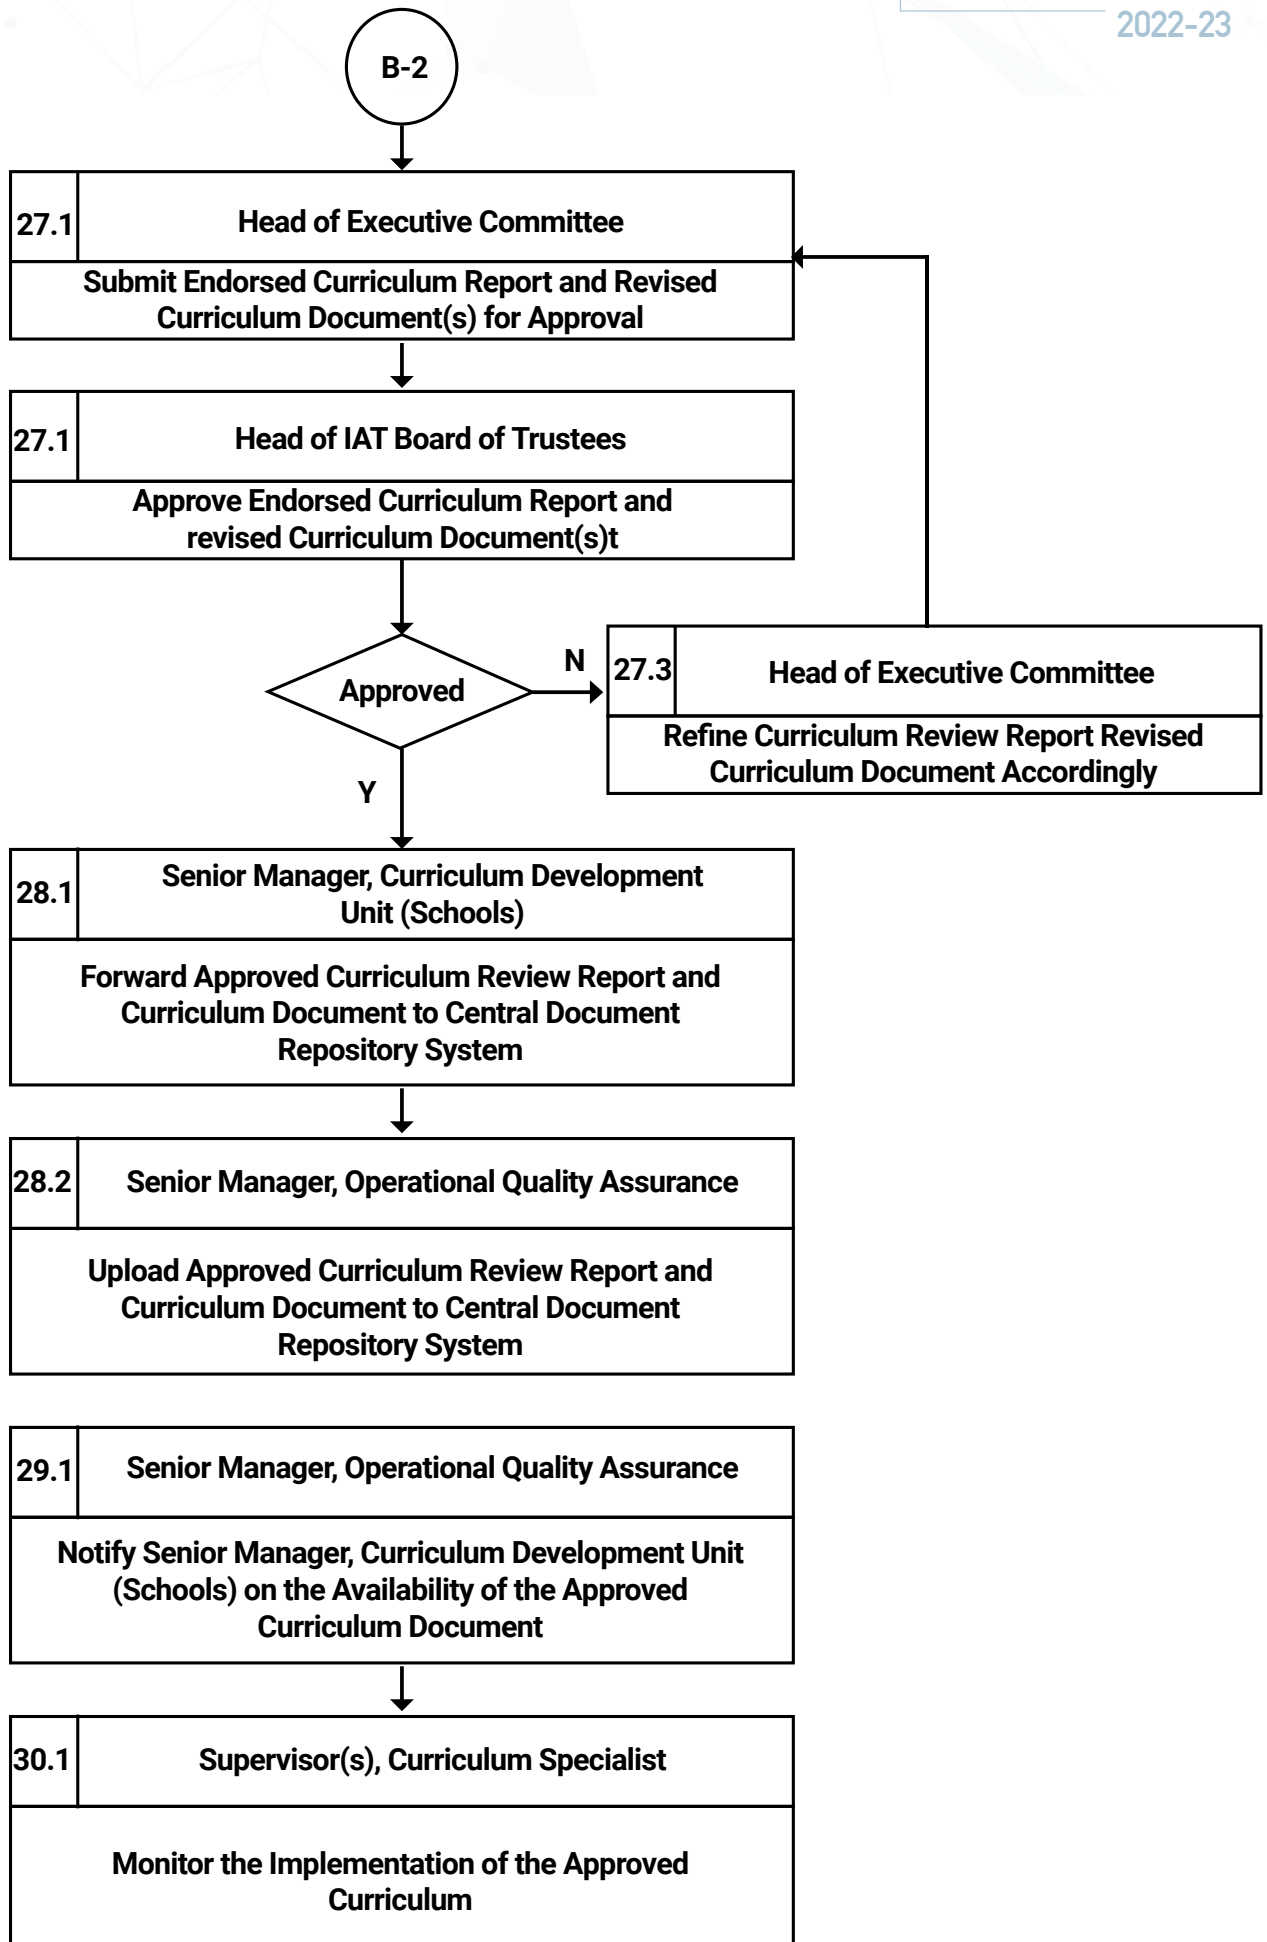 2022-23
B-2
27.1
Head of Executive Committee
Submit Endorsed Curriculum Report and Revised
Curriculum Document(s) for Approval
27.1
Head of IAT Board of Trustees
Approve Endorsed Curriculum Report and
revised Curriculum Document(s)t
Approved
N
27.3
Head of Executive Committee
Refine Curriculum Review Report Revised
Curriculum Document Accordingly
Y
28.1
Senior Manager, Curriculum Development
Unit (Schools)
Forward Approved Curriculum Review Report and
Curriculum Document to Central Document
Repository System
28.2
Senior Manager, Operational Quality Assurance
Upload Approved Curriculum Review Report and
Curriculum Document to Central Document
Repository System
29.1
Senior Manager, Operational Quality Assurance
Notify Senior Manager, Curriculum Development Unit
(Schools) on the Availability of the Approved
Curriculum Document
30.1
Supervisor(s), Curriculum Specialist
Monitor the Implementation of the Approved
Curriculum